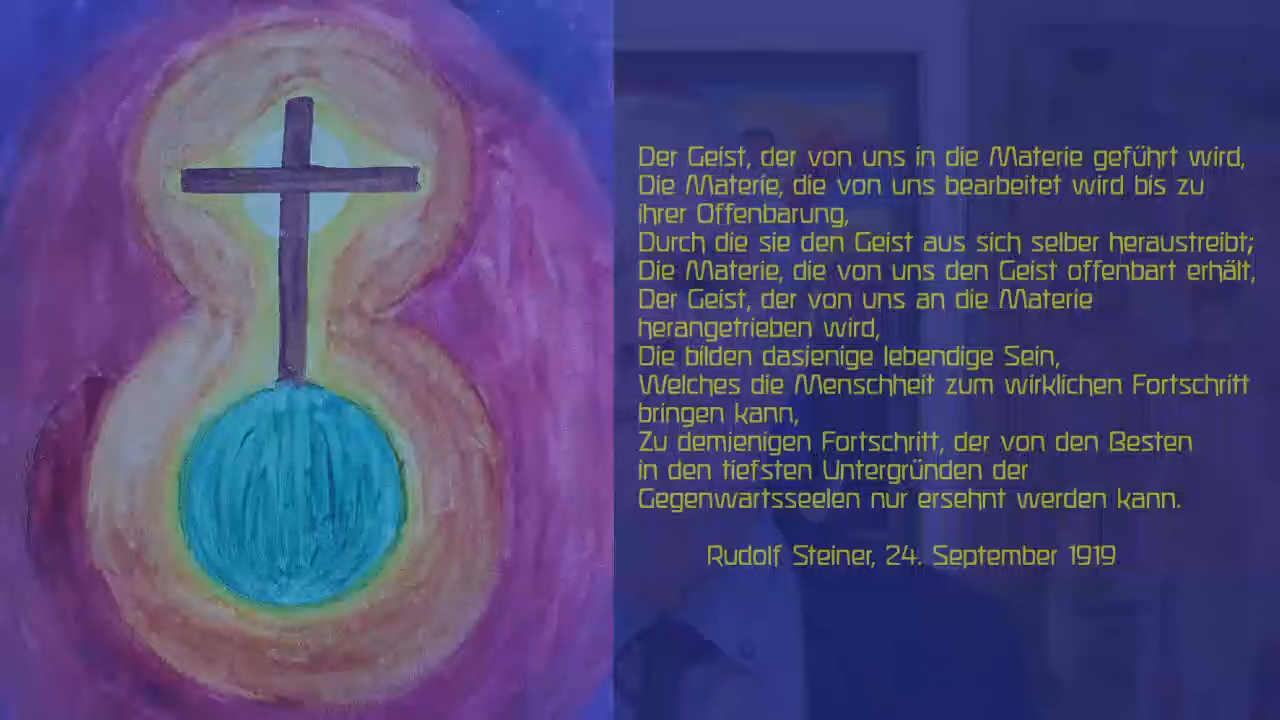 Der Geist, der von uns in die Materie geführt wird,
Die Materie, die von uns bearbeitet wird bis zu
ihrer Offenbarung,
Durch die sie den Geist aus sich selber heraustreibt;
Die Materie, die von uns den Geist offenbart erhält,
Der Geist, der von uns an die Materie
herangetrieben wird,
Die bilden dasjenige lebendige Sein,
Welches die Menschheit zum wirklichen Fortschritt
bringen kann,
Zu demjenigen Fortschritt, der von den Besten
in den tiefsten Untergründen der
Gegenwartsseelen nur ersehnt werden kann.
Rudolf Steiner, 24. September 1919